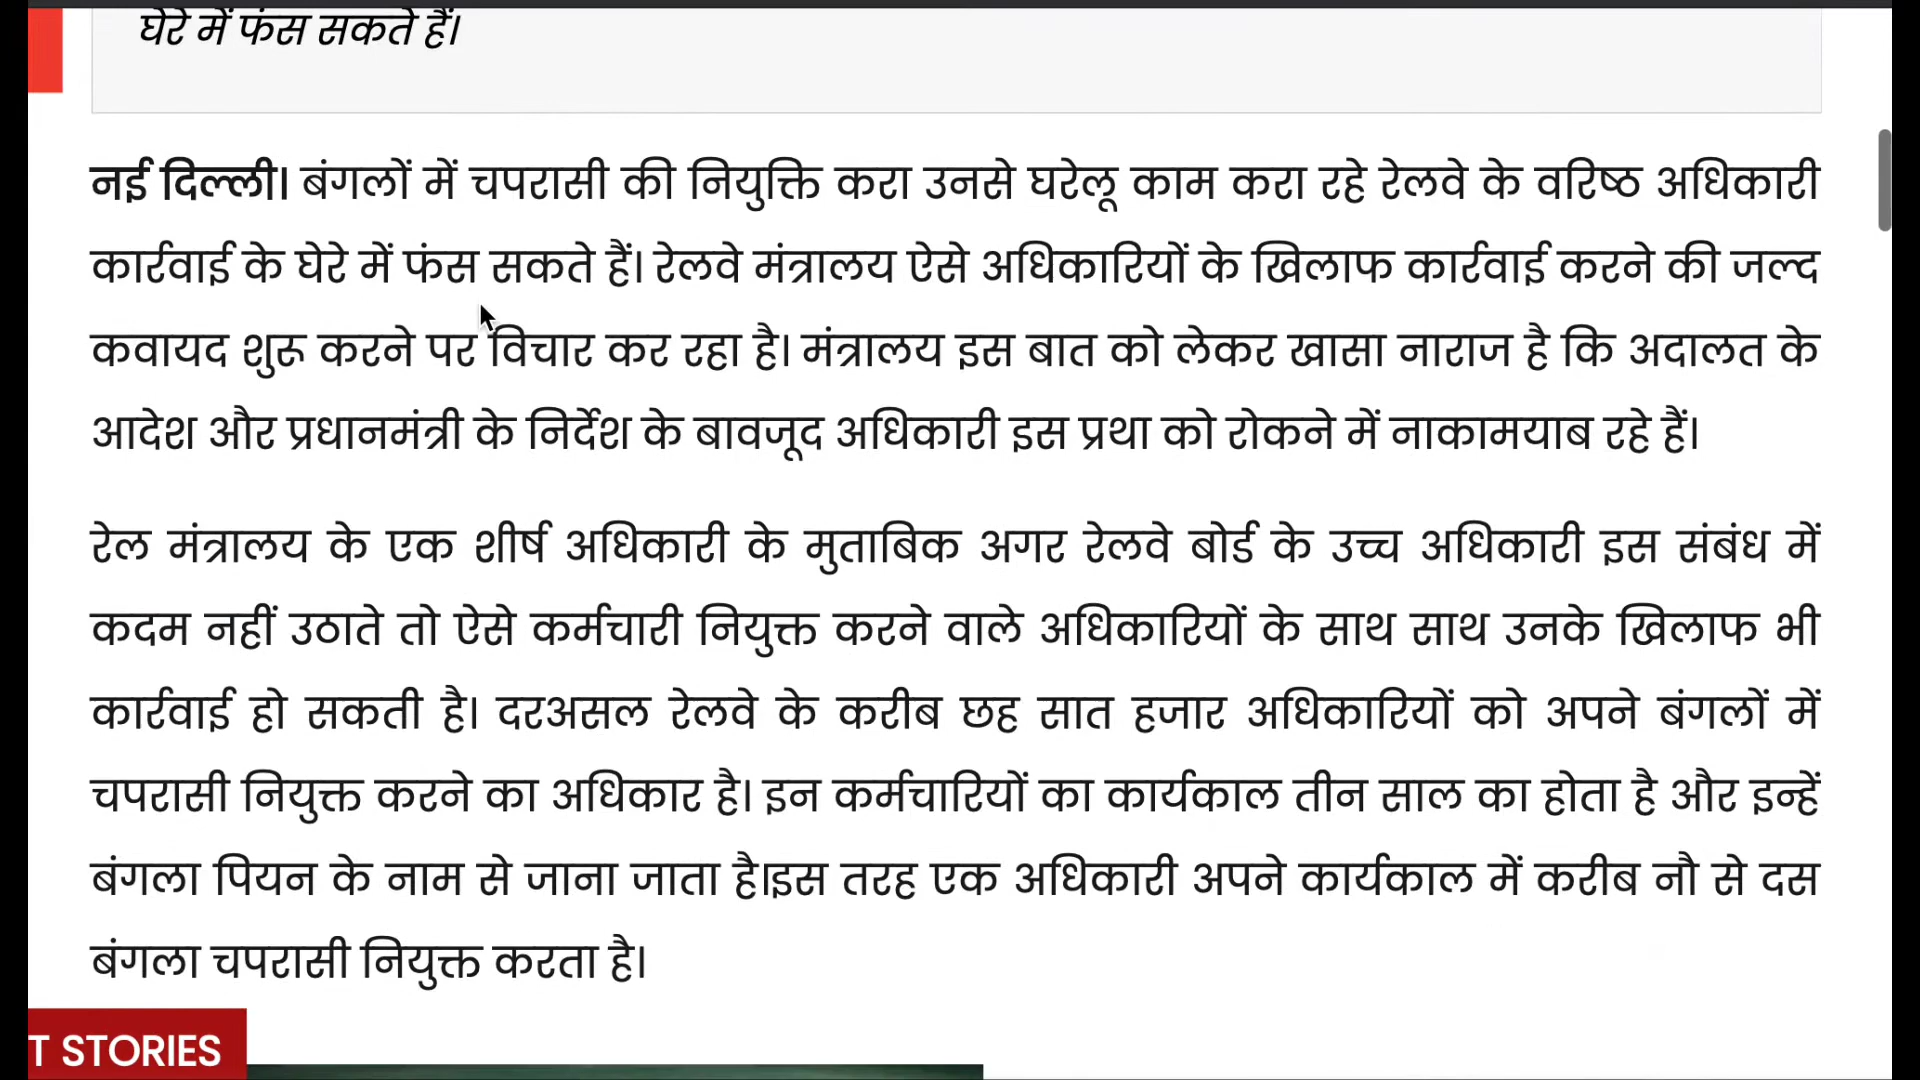 घेरे में फंस सकते हैं।
नई दिल्ली। बंगलों में चपरासी की नियुक्ति करा उनसे घरेलू काम करा रहे रेलवे के वरिष्ठ अधिकारी
कार्रवाई के घेरे में फंस सकते हैं। रेलवे मंत्रालय ऐसे अधिकारियों के खिलाफ कार्रवाई करने की जल्द
कवायद शुरू करने पर विचार कर रहा है। मंत्रालय इस बात को लेकर खासा नाराज है कि अदालत के
आदेश और प्रधानमंत्री के निर्देश के बावजूद अधिकारी इस प्रथा को रोकने में नाकामयाब रहे हैं।
रेल मंत्रालय के एक शीर्ष अधिकारी के मुताबिक अगर रेलवे बोर्ड के उच्च अधिकारी इस संबंध में
कदम नहीं उठाते तो ऐसे कर्मचारी नियुक्त करने वाले अधिकारियों के साथ साथ उनके खिलाफ भी
कार्रवाई हो सकती है। दरअसल रेलवे के करीब छह सात हजार अधिकारियों को अपने बंगलों में
चपरासी नियुक्त करने का अधिकार है। इन कर्मचारियों का कार्यकाल तीन साल का होता है और इन्हें
बंगला पियन के नाम से जाना जाता है।इस तरह एक अधिकारी अपने कार्यकाल में करीब नौ से दस
बंगला चपरासी नियुक्त करता है।
T STORIES